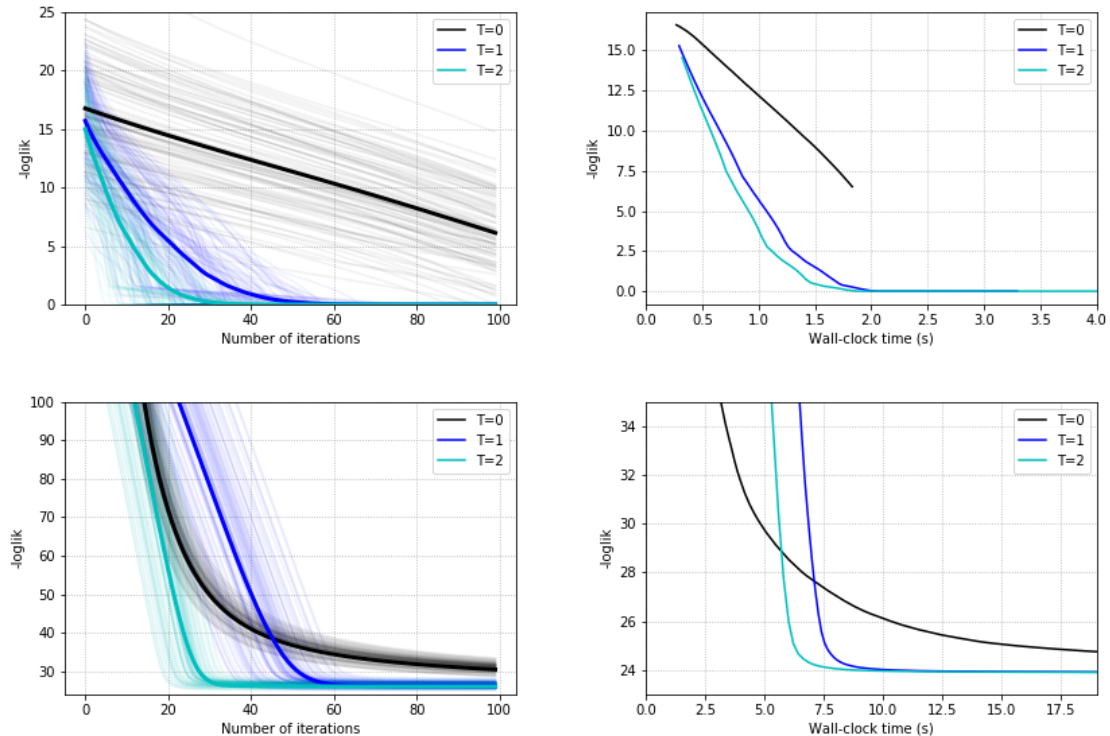 25
20
15
10
5
0
-loglik
0 20 40 60 80 100
Number of iterations
T=0
T=1
T=2
15.0
12.5
10.0
7.5
5.0
2.5
0.0
-loglik
0.0 0.5 1.0 1.5 2.0 2.5 3.0 3.5 4.0
Wall-clock time (s)
T=0
T=1
T=2
100
90
80
70
60
50
40
30
-loglik
0 20 40 60 80 100
Number of iterations
T=0
T=1
T=2
34
32
30
28
26
24
-loglik
0.0 2.5 5.0 7.5 10.0 12.5 15.0 17.5
Wall-clock time (s)
T=0
T=1
T=2